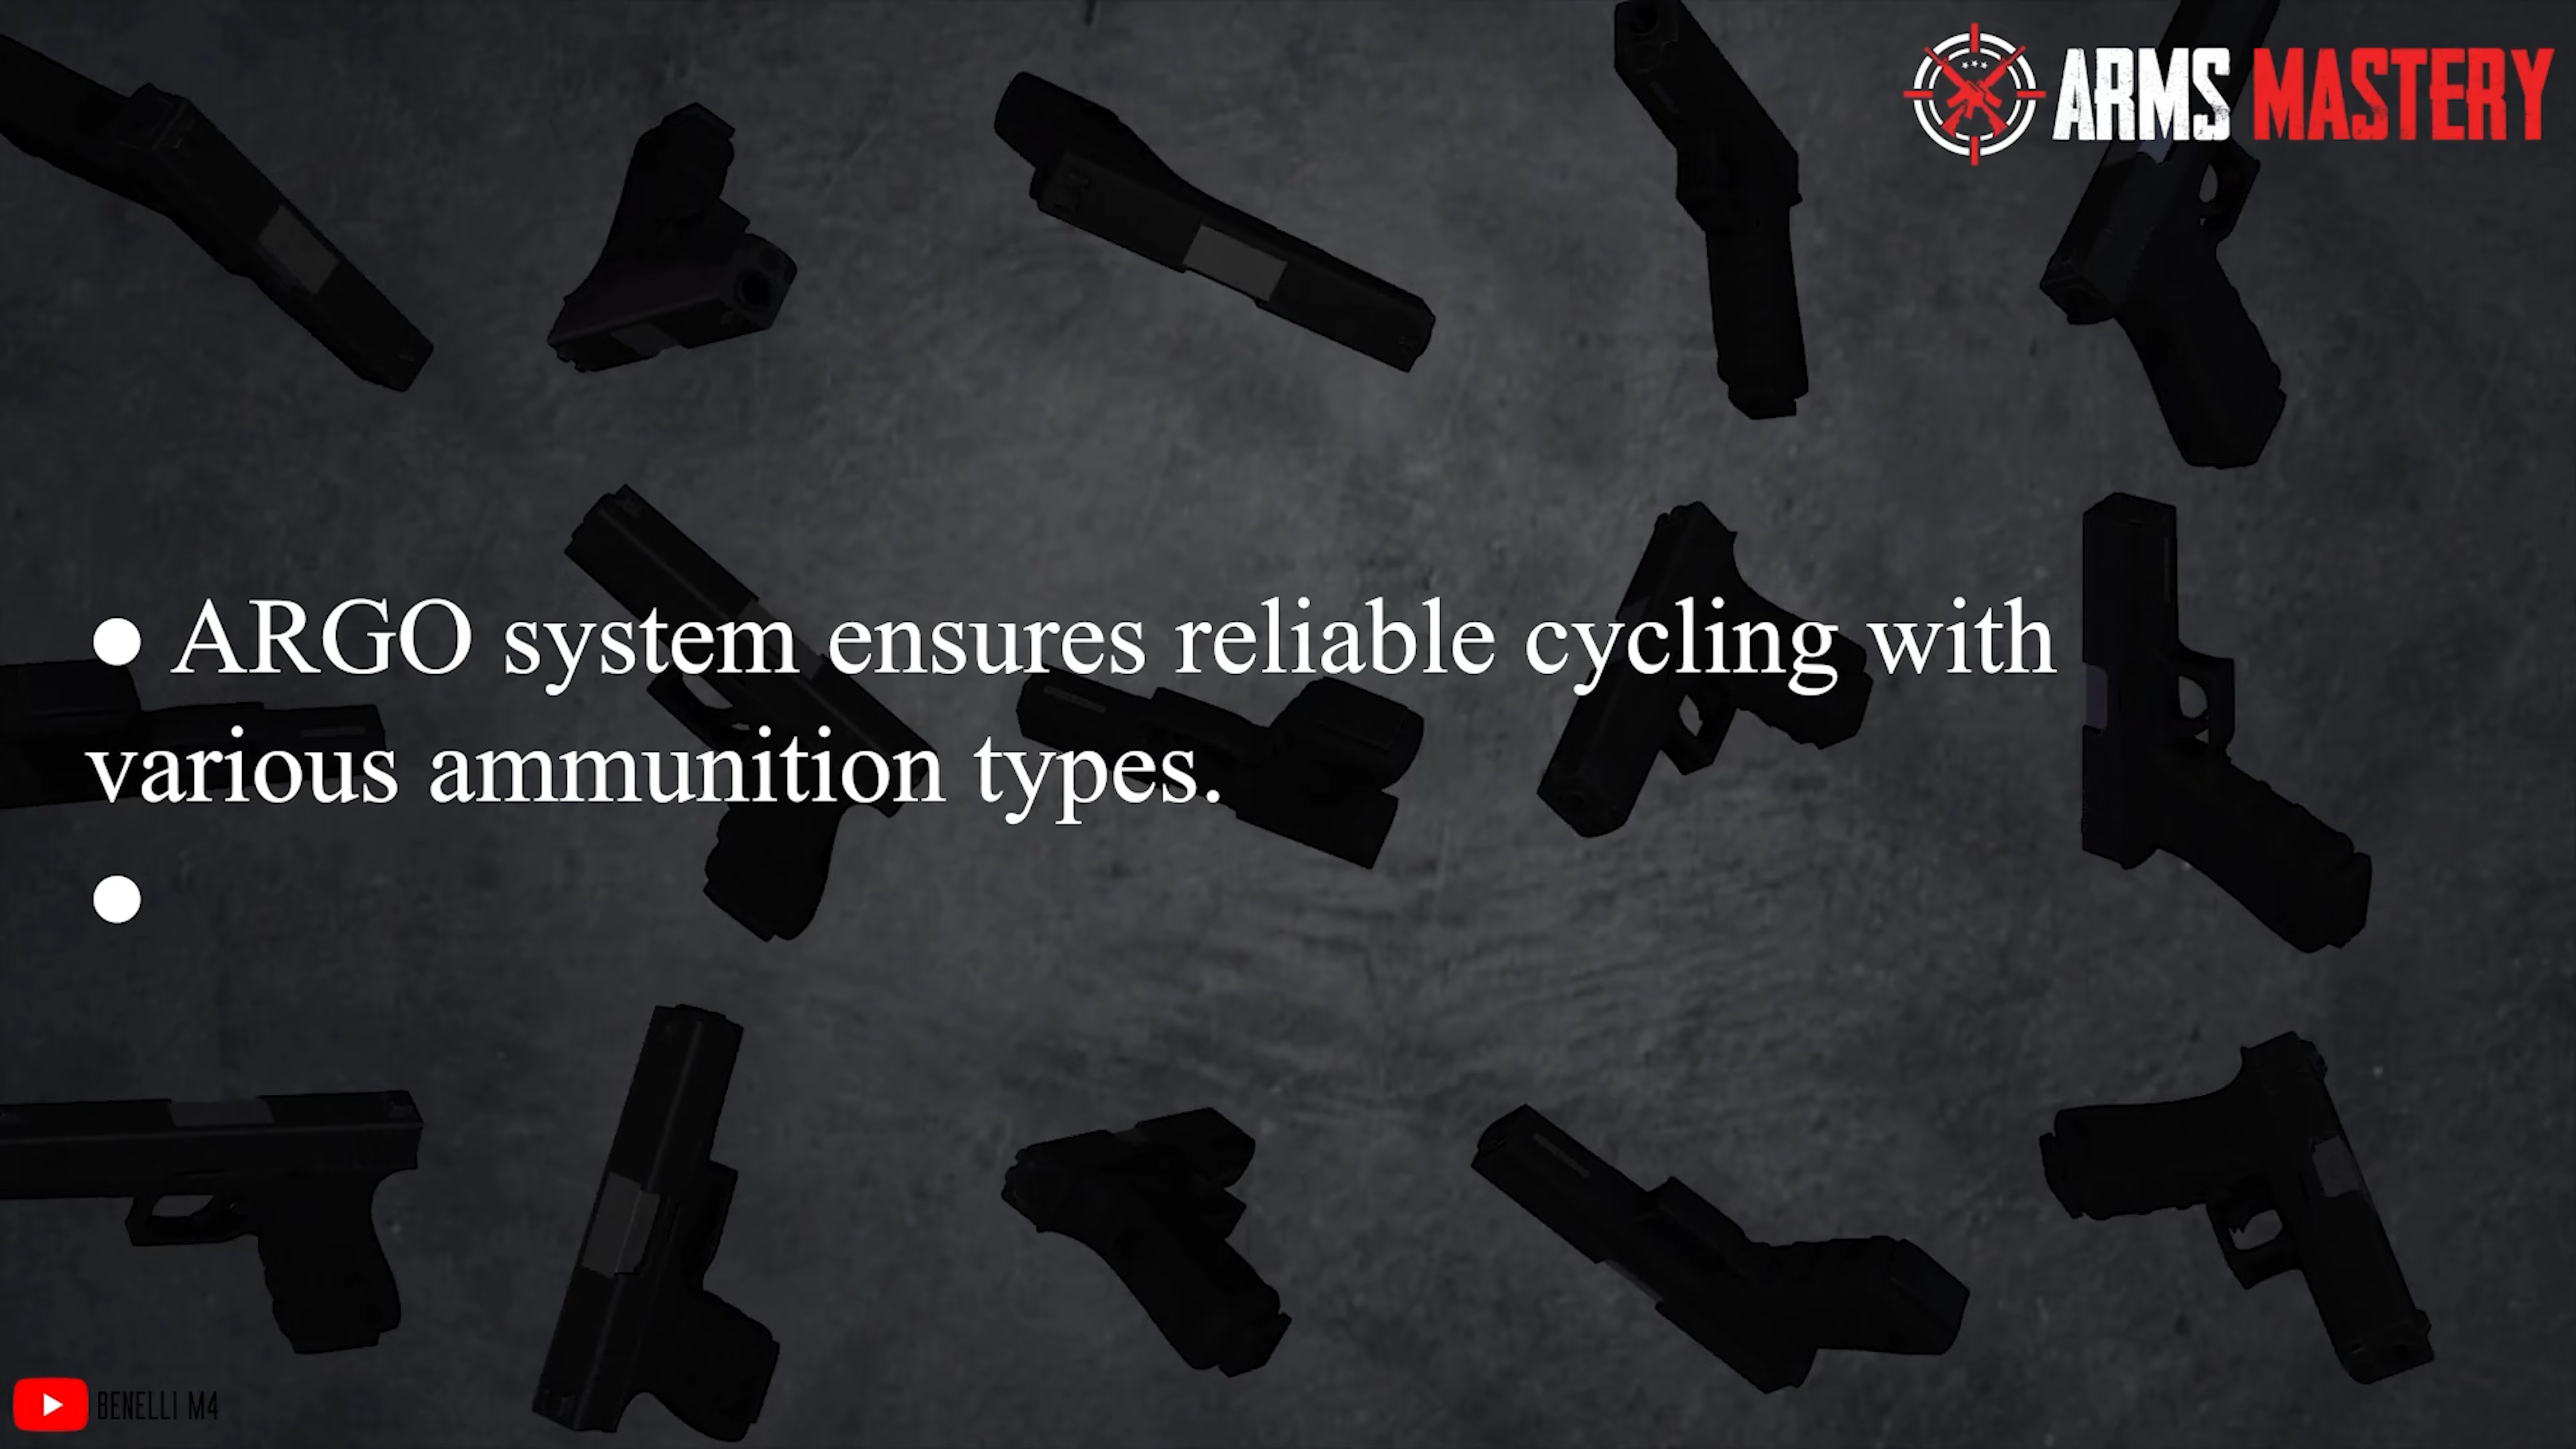 ARMS MASTERY
● ARGO system ensures reliable cycling with
various ammunition types.
●
BENELLI M4